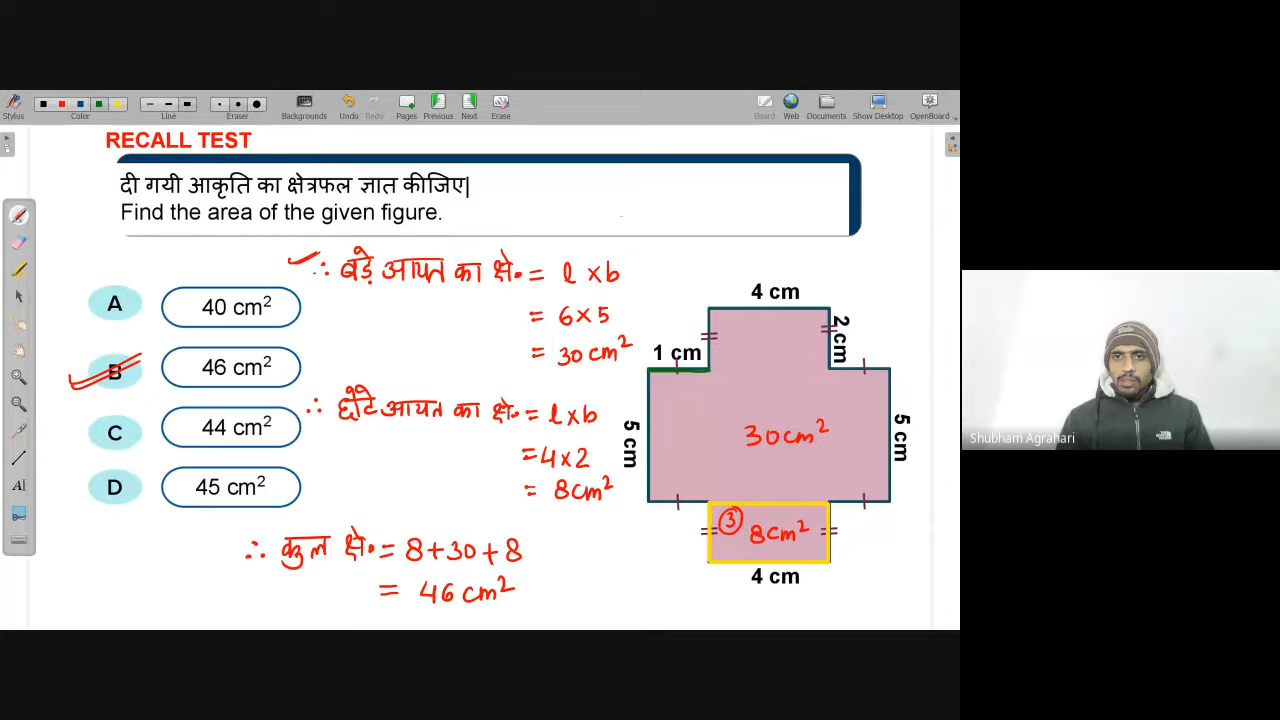 Stylus
Color
Line
Eraser
Backgrounds
Undo
Redo
Pages
Previous
Next
Erase
Board
Web
Documents
Show Desktop
OpenBoard
RECALL TEST
दी गयी आकृति का क्षेत्रफल ज्ञात कीजिए|
Find the area of the given figure.
A 40 cm²
B 46 cm²
C 44 cm²
D 45 cm²
∴ बड़े आयत का क्षे० = l × b
= 6 × 5
= 30 cm²
∴ छोटे आयत का क्षे० = l × b
= 4 × 2
= 8 cm²
∴ कुल क्षे० = 8 + 30 + 8
= 46 cm²
4 cm
2 cm
1 cm
5 cm
30 cm²
5 cm
③ 8 cm²
4 cm
Shubham Agrahari